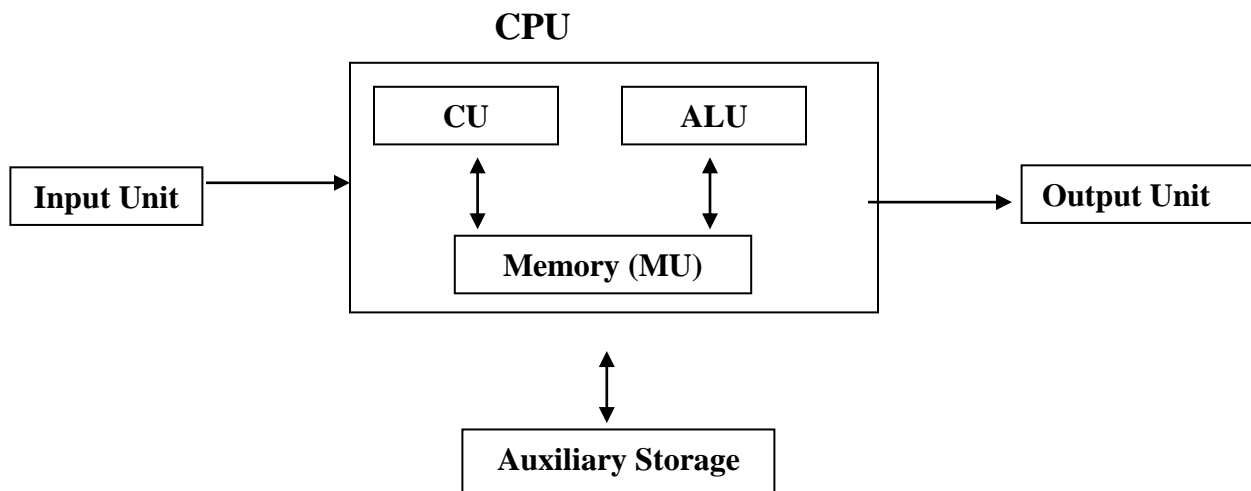 CPU
CU
ALU
Input Unit
Output Unit
Memory (MU)
Auxiliary Storage